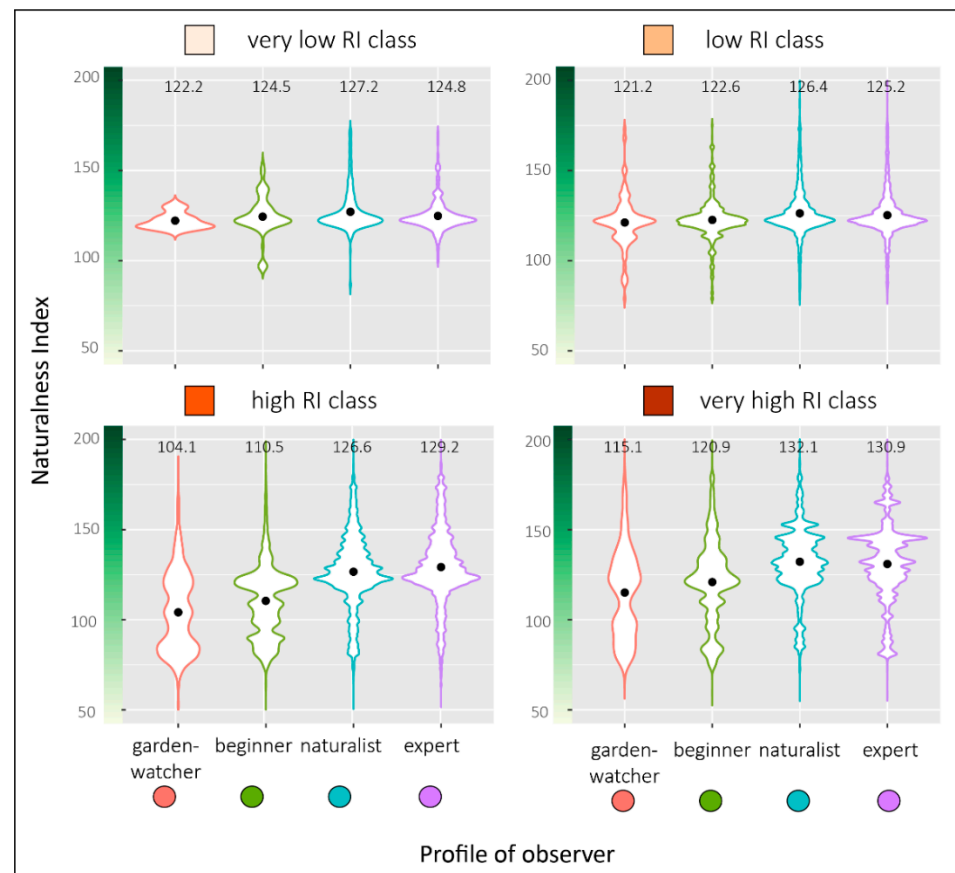 very low RI class
low RI class
200
122.2 124.5 127.2 124.8
150
100
50
200
121.2 122.6 126.4 125.2
150
100
50
Naturalness Index
high RI class
very high RI class
200
104.1 110.5 126.6 129.2
150
100
50
200
115.1 120.9 132.1 130.9
150
100
50
garden-
watcher
beginner
naturalist
expert
garden-
watcher
beginner
naturalist
expert
Profile of observer